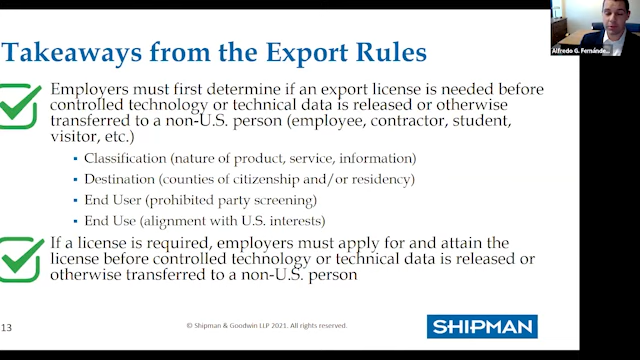 Takeaways from the Export Rules
Alfredo G. Fernánde...
Employers must first determine if an export license is needed before
controlled technology or technical data is released or otherwise
transferred to a non-U.S. person (employee, contractor, student,
visitor, etc.)
▪ Classification (nature of product, service, information)
▪ Destination (counties of citizenship and/or residency)
▪ End User (prohibited party screening)
▪ End Use (alignment with U.S. interests)
If a license is required, employers must apply for and attain the
license before controlled technology or technical data is released or
otherwise transferred to a non-U.S. person
13
© Shipman & Goodwin LLP 2021. All rights reserved.
SHIPMAN